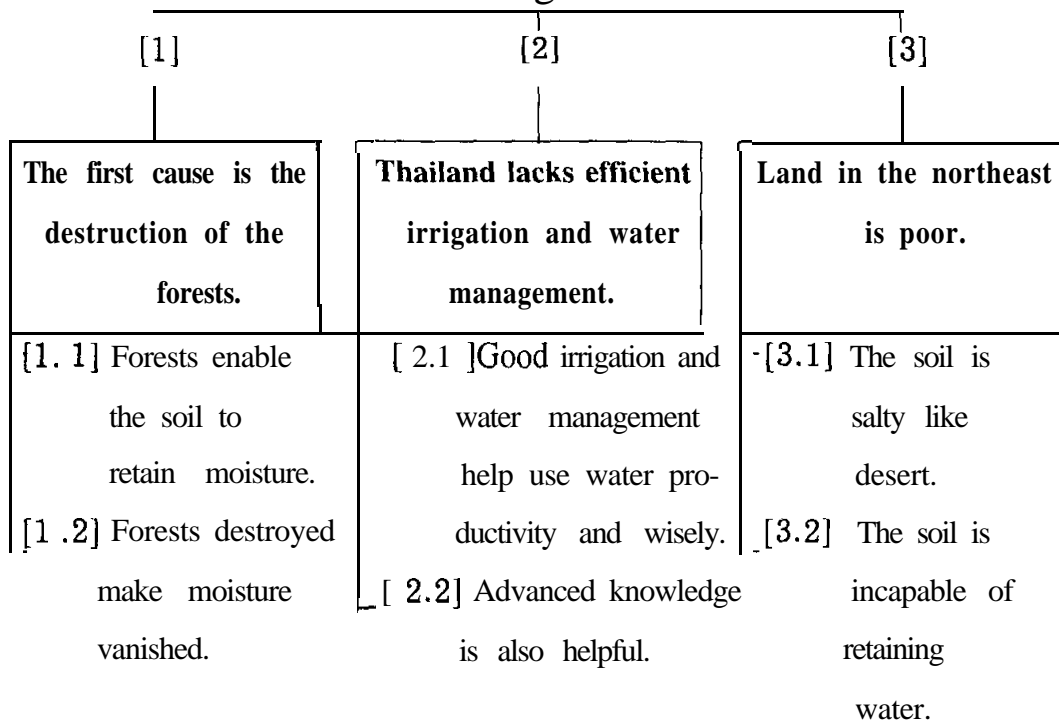 [1]
[2]
[3]
The first cause is the
destruction of the
forests.
Thailand lacks efficient
irrigation and water
management.
Land in the northeast
is poor.
[1. 1] Forests enable
the soil to
retain moisture.
[1 .2] Forests destroyed
make moisture
vanished.
[ 2.1 ]Good irrigation and
water management
help use water pro-
ductivity and wisely.
[ 2.2] Advanced knowledge
is also helpful.
[3.1] The soil is
salty like
desert.
[3.2] The soil is
incapable of
retaining
water.